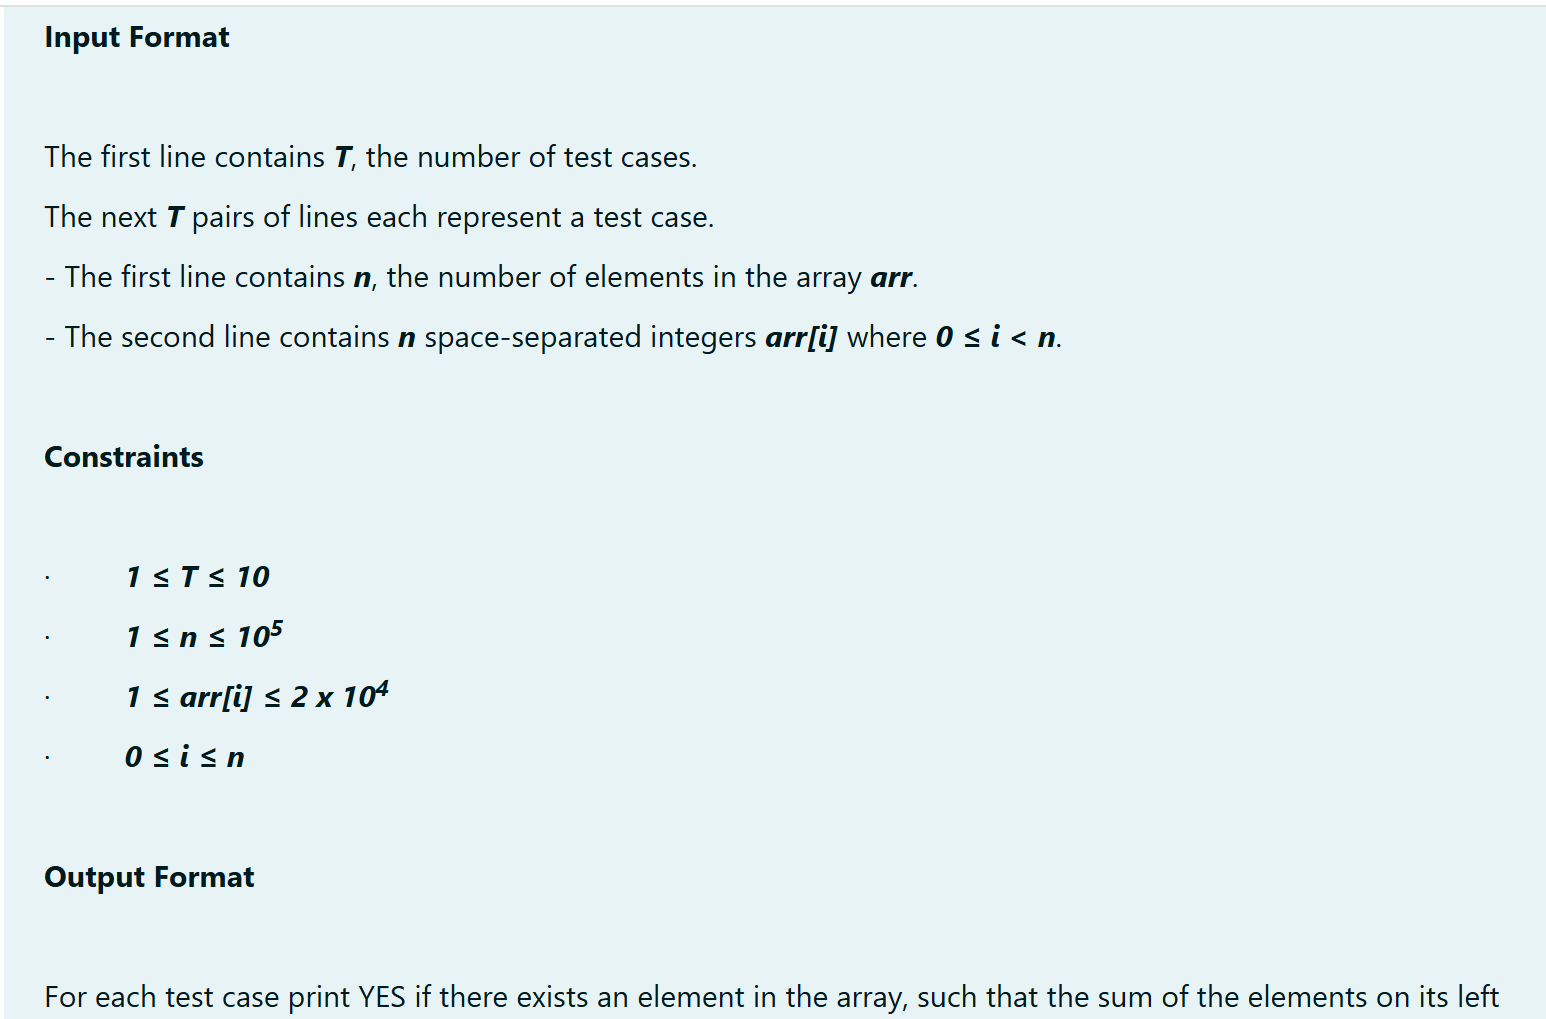 Input Format
The first line contains T, the number of test cases.
The next T pairs of lines each represent a test case.
- The first line contains n, the number of elements in the array arr.
- The second line contains n space-separated integers arr[i] where 0 ≤ i < n.
Constraints
· 1 ≤ T ≤ 10
· 1 ≤ n ≤ 10⁵
· 1 ≤ arr[i] ≤ 2 x 10⁴
· 0 ≤ i ≤ n
Output Format
For each test case print YES if there exists an element in the array, such that the sum of the elements on its left